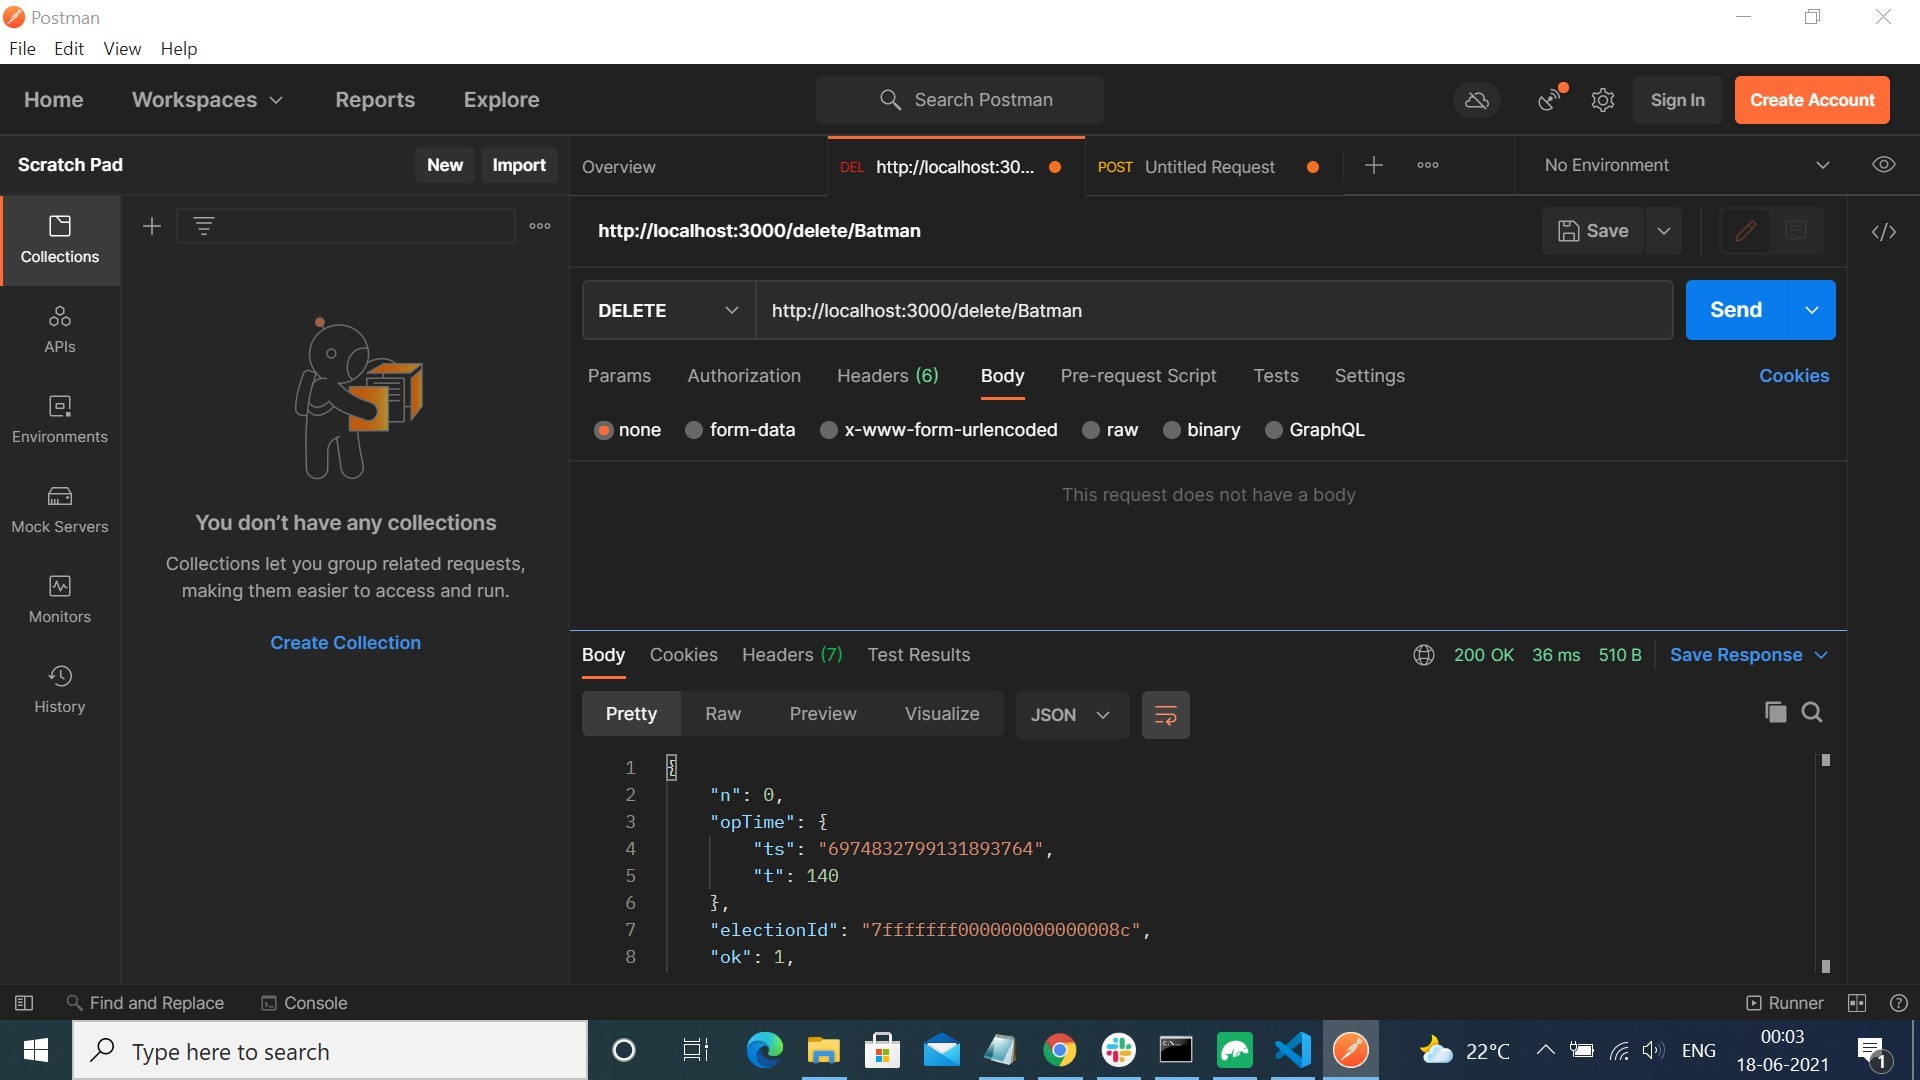 Postman
File Edit View Help
Home Workspaces Reports Explore
Search Postman
Sign In Create Account
Scratch Pad New Import
Overview DEL http://localhost:30... POST Untitled Request No Environment
http://localhost:3000/delete/Batman Save
DELETE http://localhost:3000/delete/Batman Send
Params Authorization Headers (6) Body Pre-request Script Tests Settings Cookies
none form-data x-www-form-urlencoded raw binary GraphQL
This request does not have a body
Collections
APIs
Environments
Mock Servers
Monitors
History
You don’t have any collections
Collections let you group related requests,
making them easier to access and run.
Create Collection
Body Cookies Headers (7) Test Results 200 OK 36 ms 510 B Save Response
Pretty Raw Preview Visualize JSON
1 {
2 "n": 0,
3 "opTime": {
4 "ts": "6974832799131893764",
5 "t": 140
6 },
7 "electionId": "7fffffff000000000000008c",
8 "ok": 1,
Find and Replace Console Runner
Type here to search
22°C ENG
00:03
18-06-2021
1